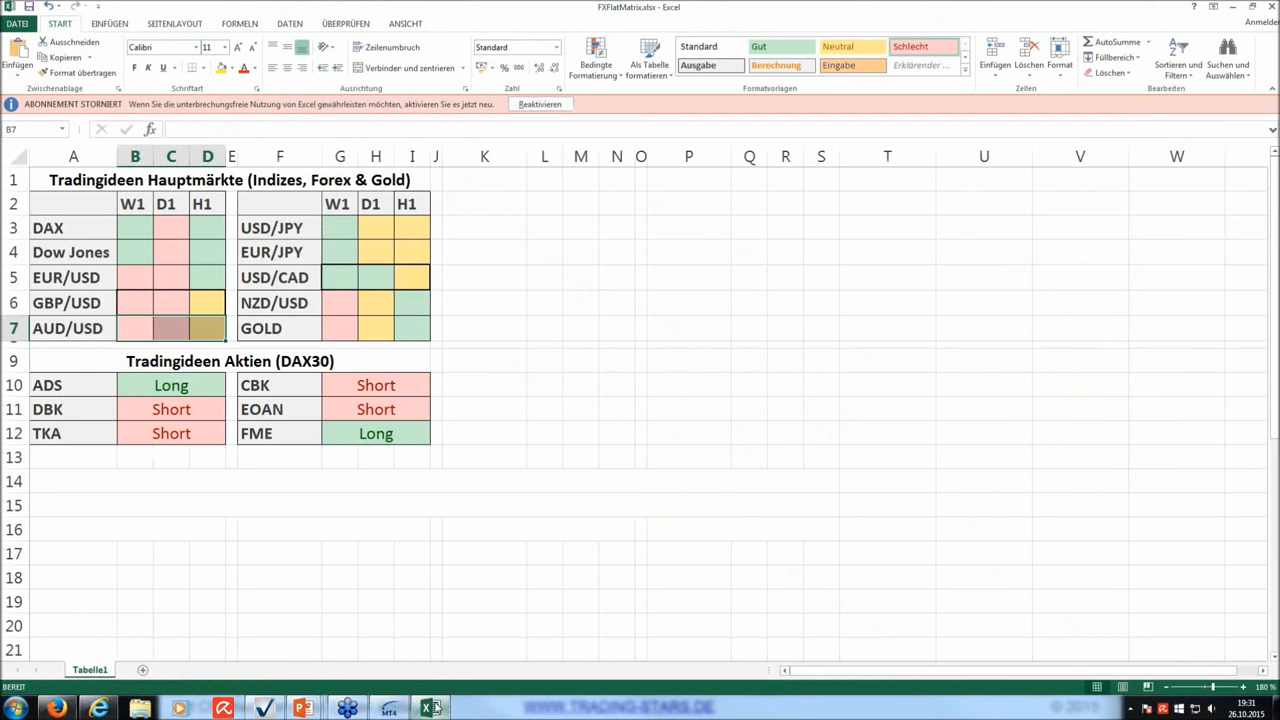 FXFlatMatrix.xlsx - Excel
DATEI START EINFÜGEN SEITENLAYOUT FORMELN DATEN ÜBERPRÜFEN ANSICHT Anmelde
Einfügen Ausschneiden Kopieren Format übertragen
Calibri 11 F K U
Zeilenumbruch
Verbinden und zentrieren
Standard
% 000
Bedingte Formatierung
Als Tabelle formatieren
Standard Gut Neutral Schlecht
Ausgabe Berechnung Eingabe Erklärender ...
Einfügen Löschen Format
AutoSumme
Füllbereich
Löschen
Sortieren und Filtern
Suchen und Auswählen
Zwischenablage Schriftart Ausrichtung Zahl Formatvorlagen Zellen Bearbeiten
ABONNEMENT STORNIERT Wenn Sie die unterbrechungsfreie Nutzung von Excel gewährleisten möchten, aktivieren Sie es jetzt neu. Reaktivieren
B7 fx
A B C D E F G H I J K L M N O P Q R S T U V W
1 Tradingideen Hauptmärkte (Indizes, Forex & Gold)
2 W1 D1 H1 W1 D1 H1
3 DAX USD/JPY
4 Dow Jones EUR/JPY
5 EUR/USD USD/CAD
6 GBP/USD NZD/USD
7 AUD/USD GOLD
9 Tradingideen Aktien (DAX30)
10 ADS Long CBK Short
11 DBK Short EOAN Short
12 TKA Short FME Long
13
14
15
16
17
18
19
20
21
Tabelle1
BEREIT 180 %
MT4 WWW.TRADING-STARS.DE © 2015
19:31
26.10.2015